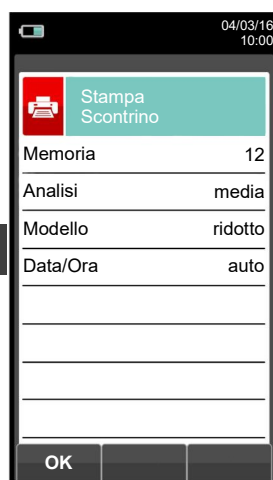 04/03/16
10:00
Stampa
Scontrino
Memoria 12
Analisi media
Modello ridotto
Data/Ora auto
OK